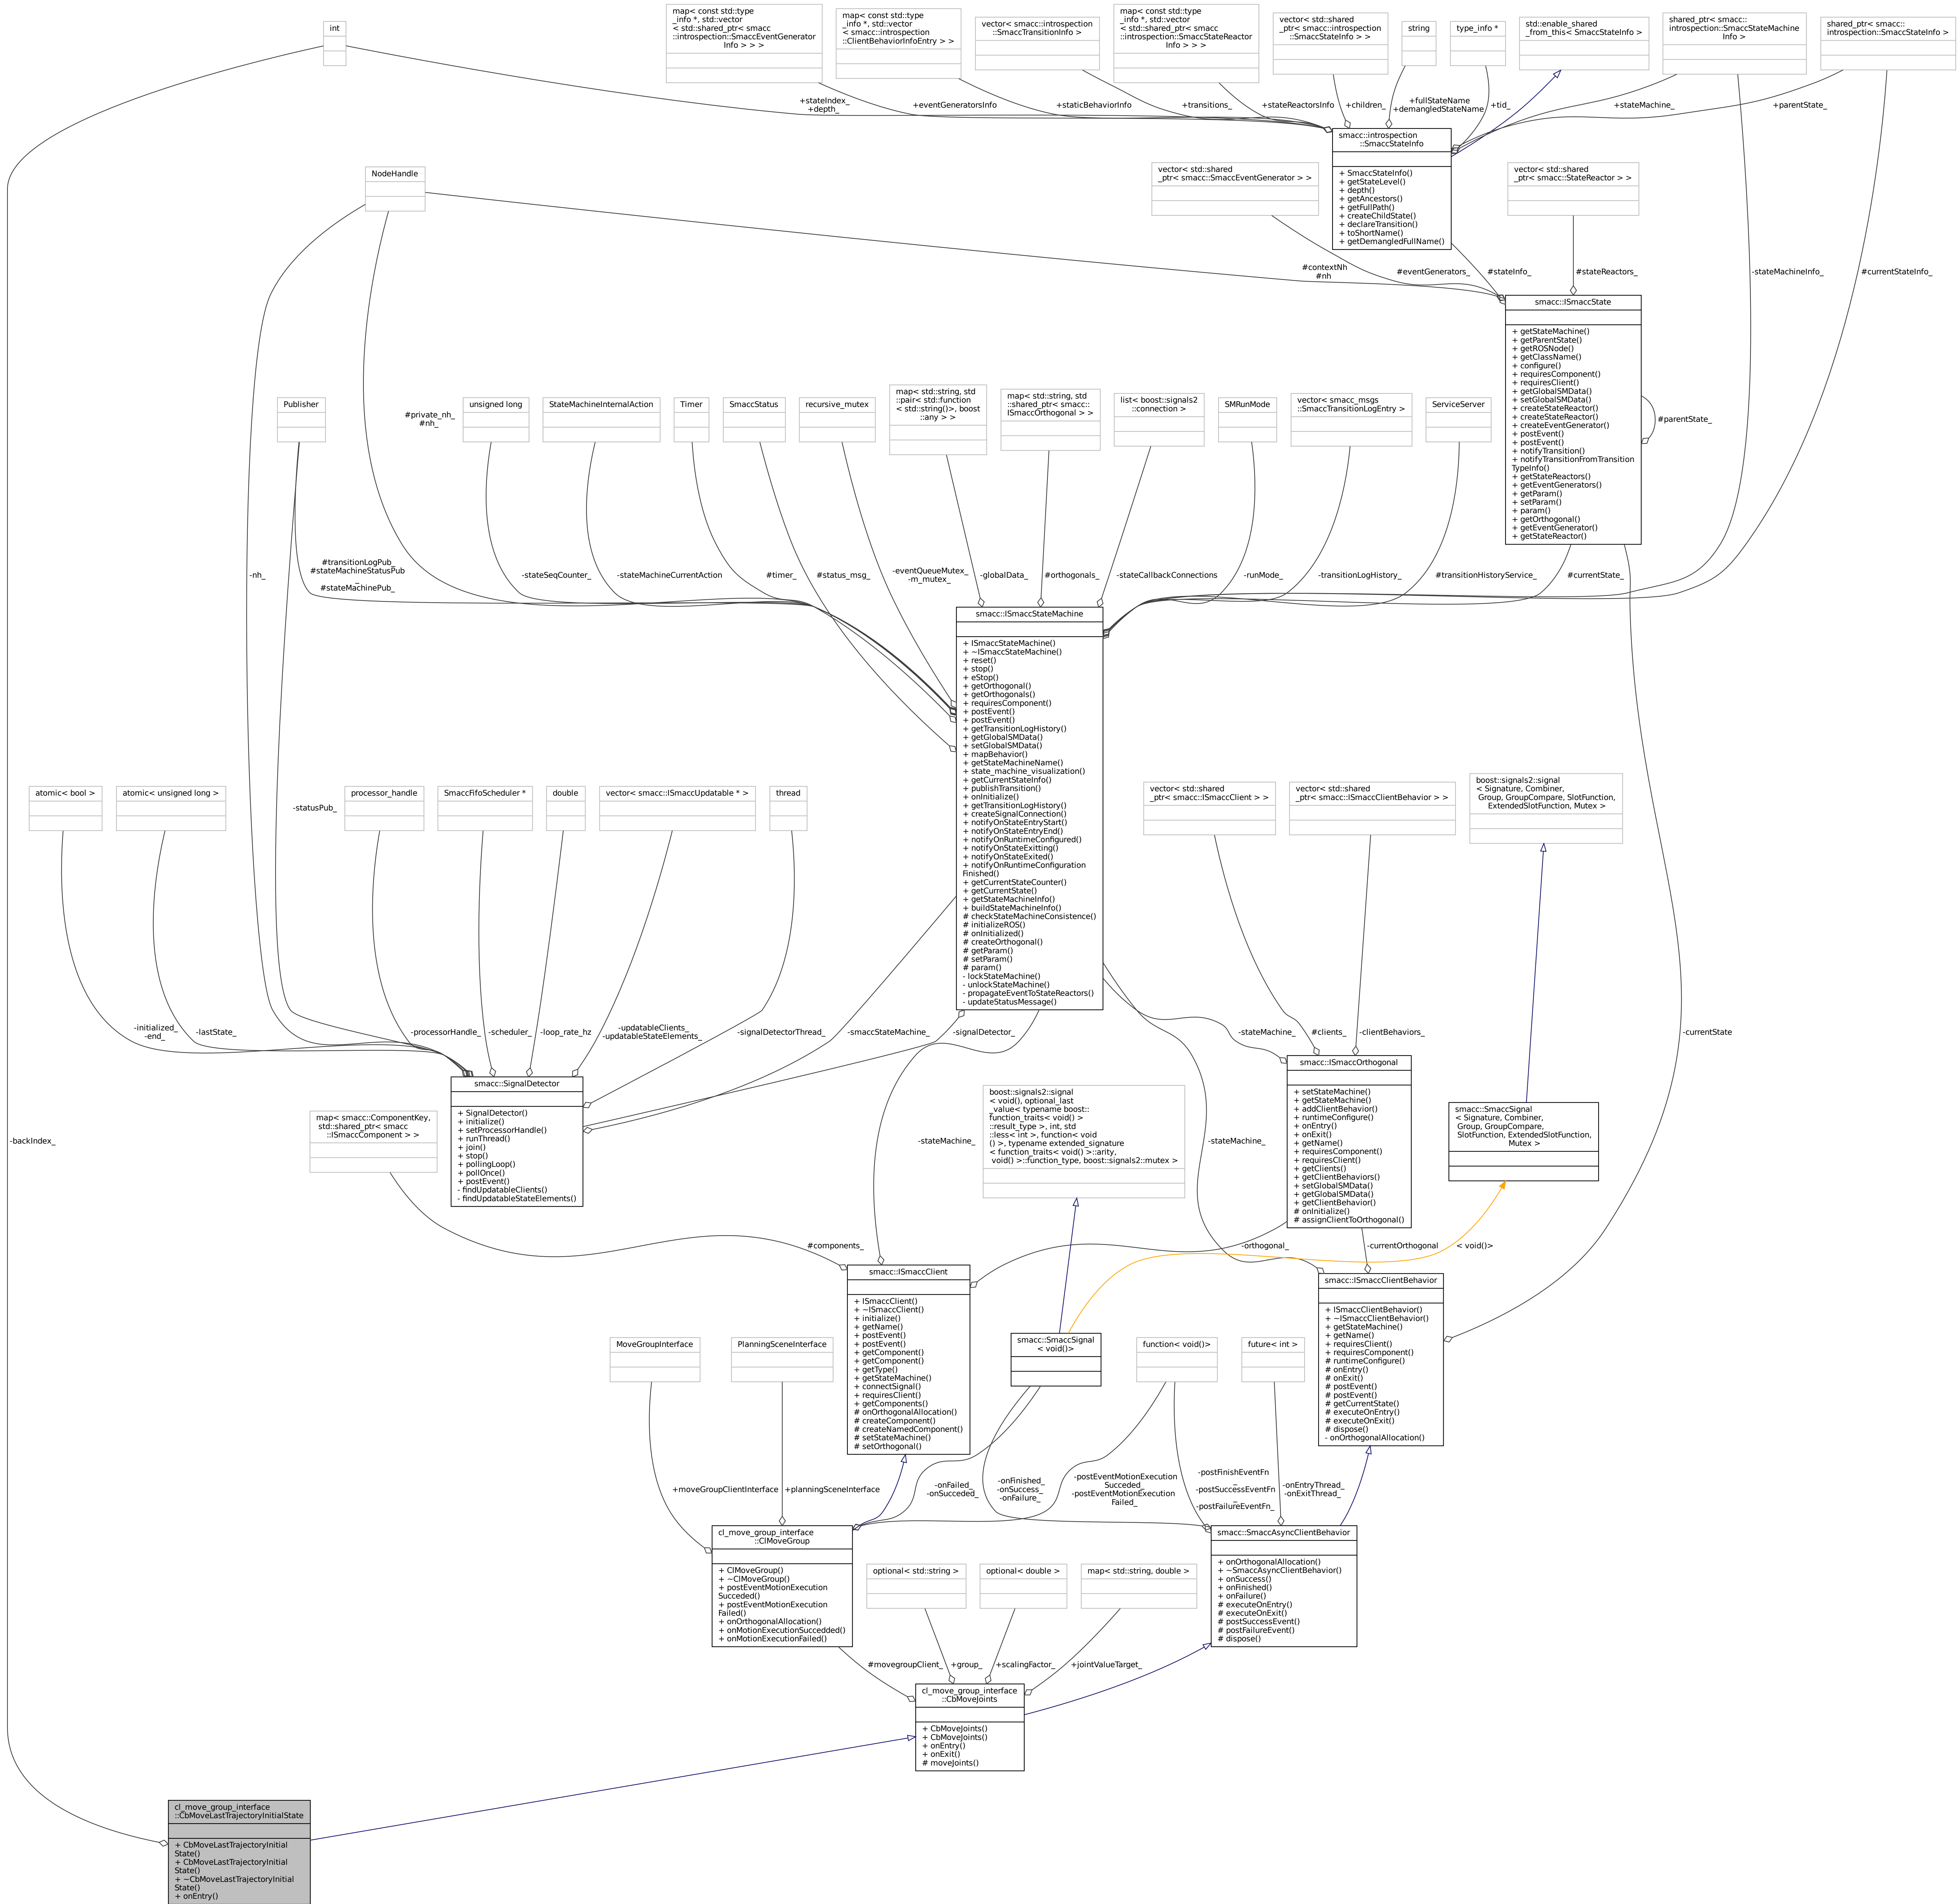 int
map< const std::type
_info *, std::vector
< std::shared_ptr< smacc
::introspection::SmaccEventGenerator
Info > > >
map< const std::type
_info *, std::vector
< smacc::introspection
::ClientBehaviorInfoEntry > >
vector< smacc::introspection
::SmaccTransitionInfo >
map< const std::type
_info *, std::vector
< std::shared_ptr< smacc
::introspection::SmaccStateReactor
Info > > >
vector< std::shared
_ptr< smacc::introspection
::SmaccStateInfo > >
string
type_info *
std::enable_shared
_from_this< SmaccStateInfo >
shared_ptr< smacc::
introspection::SmaccStateMachine
Info >
shared_ptr< smacc::
introspection::SmaccStateInfo >
+stateIndex_
+depth_
+eventGeneratorsInfo
+staticBehaviorInfo
+transitions_
+stateReactorsInfo
+children_
+fullStateName
+demangledStateName
+tid_
+stateMachine_
+parentState_
smacc::introspection
::SmaccStateInfo
+ SmaccStateInfo()
+ getStateLevel()
+ depth()
+ getAncestors()
+ getFullPath()
+ createChildState()
+ declareTransition()
+ toShortName()
+ getDemangledFullName()
NodeHandle
vector< std::shared
_ptr< smacc::SmaccEventGenerator > >
vector< std::shared
_ptr< smacc::StateReactor > >
#contextNh
#nh
#eventGenerators_
#stateInfo_
#stateReactors_
-stateMachineInfo_
#currentStateInfo_
smacc::ISmaccState
+ getStateMachine()
+ getParentState()
+ getROSNode()
+ getClassName()
+ configure()
+ requiresComponent()
+ requiresClient()
+ getGlobalSMData()
+ setGlobalSMData()
+ createStateReactor()
+ createStateReactor()
+ createEventGenerator()
+ postEvent()
+ postEvent()
+ notifyTransition()
+ notifyTransitionFromTransition
TypeInfo()
+ getStateReactors()
+ getEventGenerators()
+ getParam()
+ setParam()
+ param()
+ getOrthogonal()
+ getEventGenerator()
+ getStateReactor()
#parentState_
Publisher
#private_nh_
#nh_
unsigned long
StateMachineInternalAction
Timer
SmaccStatus
recursive_mutex
map< std::string, std
::pair< std::function
< std::string()>, boost
::any > >
map< std::string, std
::shared_ptr< smacc::
ISmaccOrthogonal > >
list< boost::signals2
::connection >
SMRunMode
vector< smacc_msgs
::SmaccTransitionLogEntry >
ServiceServer
-nh_
#transitionLogPub_
#stateMachineStatusPub
_
#stateMachinePub_
-stateSeqCounter_
-stateMachineCurrentAction
#timer_
#status_msg_
-eventQueueMutex_
-m_mutex_
-globalData_
#orthogonals_
-stateCallbackConnections
-runMode_
-transitionLogHistory_
#transitionHistoryService_
#currentState_
smacc::ISmaccStateMachine
+ ISmaccStateMachine()
+ ~ISmaccStateMachine()
+ reset()
+ stop()
+ eStop()
+ getOrthogonal()
+ getOrthogonals()
+ requiresComponent()
+ postEvent()
+ postEvent()
+ getTransitionLogHistory()
+ getGlobalSMData()
+ setGlobalSMData()
+ mapBehavior()
+ getStateMachineName()
+ state_machine_visualization()
+ getCurrentStateInfo()
+ publishTransition()
+ onInitialize()
+ getTransitionLogHistory()
+ createSignalConnection()
+ notifyOnStateEntryStart()
+ notifyOnStateEntryEnd()
+ notifyOnRuntimeConfigured()
+ notifyOnStateExitting()
+ notifyOnStateExited()
+ notifyOnRuntimeConfiguration
Finished()
+ getCurrentStateCounter()
+ getCurrentState()
+ getStateMachineInfo()
+ buildStateMachineInfo()
# checkStateMachineConsistence()
# initializeROS()
# onInitialized()
# createOrthogonal()
# getParam()
# setParam()
# param()
- lockStateMachine()
- unlockStateMachine()
- propagateEventToStateReactors()
- updateStatusMessage()
atomic< bool >
atomic< unsigned long >
-statusPub_
processor_handle
SmaccFifoScheduler *
double
vector< smacc::ISmaccUpdatable * >
thread
vector< std::shared
_ptr< smacc::ISmaccClient > >
vector< std::shared
_ptr< smacc::ISmaccClientBehavior > >
boost::signals2::signal
< Signature, Combiner,
Group, GroupCompare, SlotFunction,
ExtendedSlotFunction, Mutex >
-initialized_
-end_
-lastState_
-processorHandle_
-scheduler_
-loop_rate_hz
-updatableClients_
-updatableStateElements_
-signalDetectorThread_
-smaccStateMachine_
-signalDetector_
-stateMachine_
#clients_
-clientBehaviors_
-currentState
smacc::SignalDetector
+ SignalDetector()
+ initialize()
+ setProcessorHandle()
+ runThread()
+ join()
+ stop()
+ pollingLoop()
+ pollOnce()
+ postEvent()
- findUpdatableClients()
- findUpdatableStateElements()
smacc::ISmaccOrthogonal
+ setStateMachine()
+ getStateMachine()
+ addClientBehavior()
+ runtimeConfigure()
+ onEntry()
+ onExit()
+ getName()
+ requiresComponent()
+ requiresClient()
+ getClients()
+ getClientBehaviors()
+ setGlobalSMData()
+ getGlobalSMData()
+ getClientBehavior()
# onInitialize()
# assignClientToOrthogonal()
smacc::SmaccSignal
< Signature, Combiner,
Group, GroupCompare,
SlotFunction, ExtendedSlotFunction,
Mutex >
map< smacc::ComponentKey,
std::shared_ptr< smacc
::ISmaccComponent > >
boost::signals2::signal
< void(), optional_last
_value< typename boost::
function_traits< void() >
::result_type >, int, std
::less< int >, function< void
() >, typename extended_signature
< function_traits< void() >::arity,
void() >::function_type, boost::signals2::mutex >
-backIndex_
-stateMachine_
-stateMachine_
#components_
-orthogonal_
-currentOrthogonal
< void()>
smacc::ISmaccClient
+ ISmaccClient()
+ ~ISmaccClient()
+ initialize()
+ getName()
+ postEvent()
+ postEvent()
+ getComponent()
+ getComponent()
+ getType()
+ getStateMachine()
+ connectSignal()
+ requiresClient()
+ getComponents()
# onOrthogonalAllocation()
# createComponent()
# createNamedComponent()
# setStateMachine()
# setOrthogonal()
smacc::ISmaccClientBehavior
+ ISmaccClientBehavior()
+ ~ISmaccClientBehavior()
+ getStateMachine()
+ getName()
+ requiresClient()
+ requiresComponent()
# runtimeConfigure()
# onEntry()
# onExit()
# postEvent()
# postEvent()
# getCurrentState()
# executeOnEntry()
# executeOnExit()
# dispose()
- onOrthogonalAllocation()
MoveGroupInterface
PlanningSceneInterface
smacc::SmaccSignal
< void()>
function< void()>
future< int >
+moveGroupClientInterface
+planningSceneInterface
-onFailed_
-onSucceded_
-onFinished_
-onSuccess_
-onFailure_
-postEventMotionExecution
Succeded_
-postEventMotionExecution
Failed_
-postFinishEventFn
_
-postSuccessEventFn
_
-postFailureEventFn_
-onEntryThread_
-onExitThread_
cl_move_group_interface
::ClMoveGroup
+ ClMoveGroup()
+ ~ClMoveGroup()
+ postEventMotionExecution
Succeded()
+ postEventMotionExecution
Failed()
+ onOrthogonalAllocation()
+ onMotionExecutionSuccedded()
+ onMotionExecutionFailed()
smacc::SmaccAsyncClientBehavior
+ onOrthogonalAllocation()
+ ~SmaccAsyncClientBehavior()
+ onSuccess()
+ onFinished()
+ onFailure()
# executeOnEntry()
# executeOnExit()
# postSuccessEvent()
# postFailureEvent()
# dispose()
optional< std::string >
optional< double >
map< std::string, double >
#movegroupClient_
+group_
+scalingFactor_
+jointValueTarget_
cl_move_group_interface
::CbMoveJoints
+ CbMoveJoints()
+ CbMoveJoints()
+ onEntry()
+ onExit()
# moveJoints()
cl_move_group_interface
::CbMoveLastTrajectoryInitialState
+ CbMoveLastTrajectoryInitial
State()
+ CbMoveLastTrajectoryInitial
State()
+ ~CbMoveLastTrajectoryInitial
State()
+ onEntry()